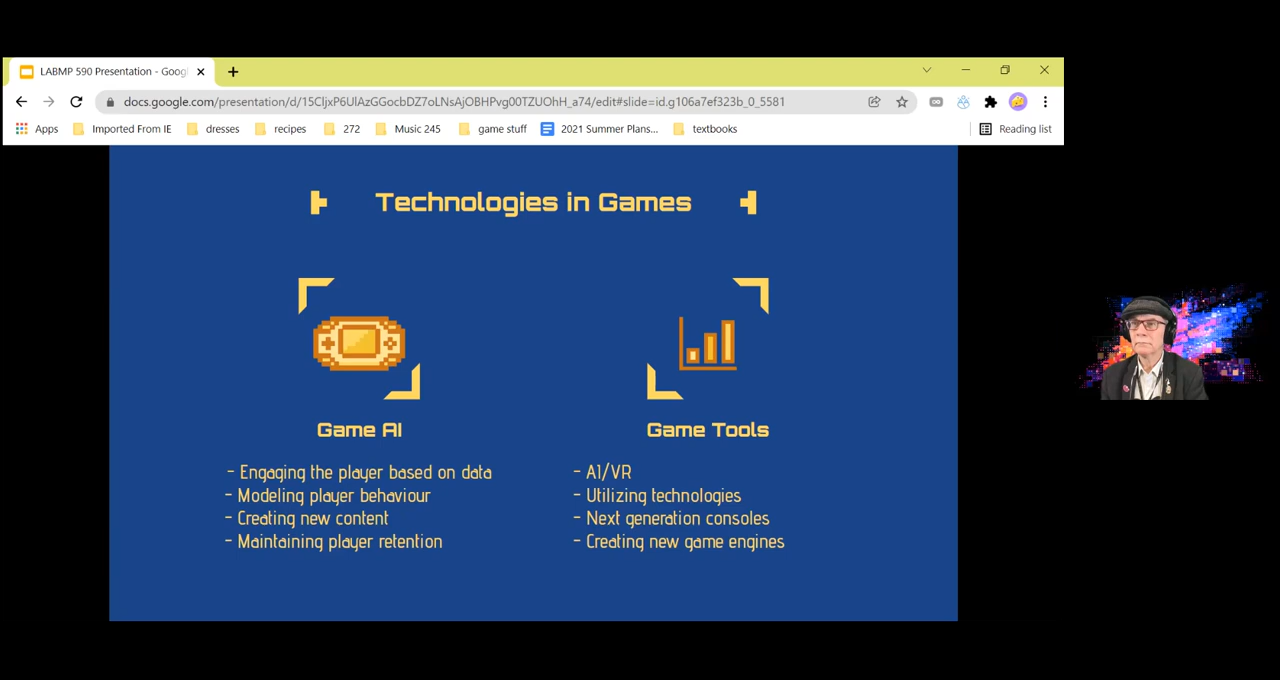 LABMP 590 Presentation - Goog
docs.google.com/presentation/d/15CljxP6UlAzGGocbDZ7oLNsAjOBHPvg00TZUOhH_a74/edit#slide=id.g106a7ef323b_0_5581
Apps Imported From IE dresses recipes 272 Music 245 game stuff 2021 Summer Plans... textbooks Reading list
Technologies in Games
Game AI
- Engaging the player based on data
- Modeling player behaviour
- Creating new content
- Maintaining player retention
Game Tools
- AI/VR
- Utilizing technologies
- Next generation consoles
- Creating new game engines